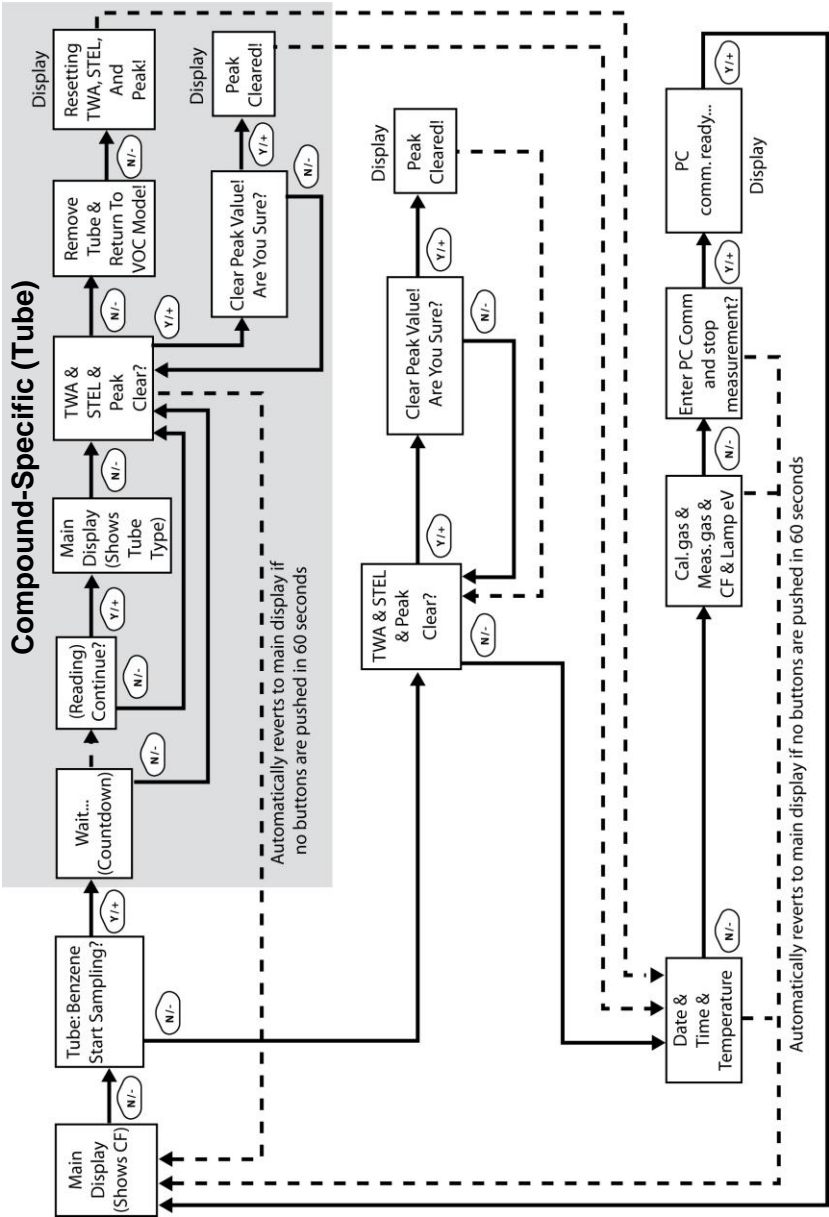 Compound-Specific (Tube)
Main
Display
(Shows CF)
N/-
Tube: Benzene
Start Sampling?
Y/+
N/-
Wait...
(Countdown)
N/-
(Reading)
Continue?
Y/+
N/-
Main
Display
(Shows
Tube
Type)
N/-
TWA &
STEL &
Peak
Clear?
N/-
Y/+
Remove
Tube &
Return To
VOC Mode!
N/-
Display
Resetting
TWA, STEL,
And
Peak!
Clear Peak Value!
Are You Sure?
Y/+
N/-
Display
Peak
Cleared!
Automatically reverts to main display if
no buttons are pushed in 60 seconds
TWA & STEL
& Peak
Clear?
Y/+
N/-
Clear Peak Value!
Are You Sure?
Y/+
N/-
Display
Peak
Cleared!
Date &
Time &
Temperature
N/-
Cal. gas &
Meas. gas &
CF & Lamp eV
N/-
Enter PC Comm
and stop
measurement?
Y/+
PC
comm.ready...
Display
Y/+
Automatically reverts to main display if no buttons are pushed in 60 seconds